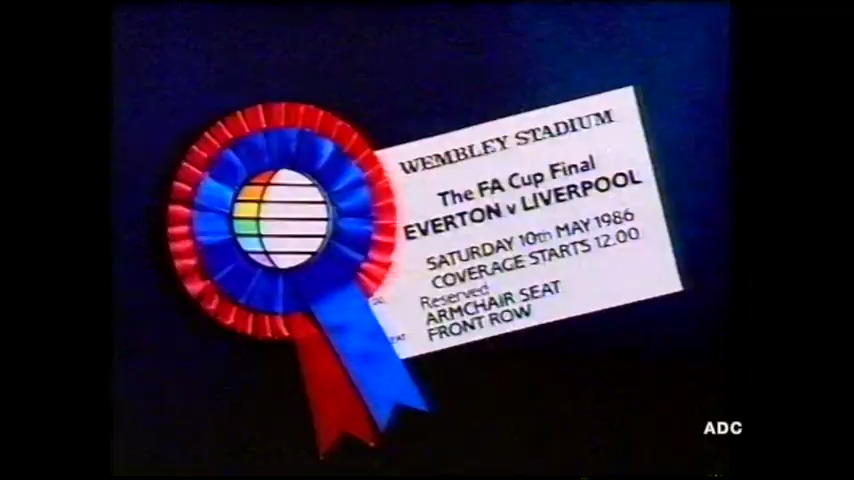 WEMBLEY STADIUM
The FA Cup Final
EVERTON v LIVERPOOL
SATURDAY 10th MAY 1986
COVERAGE STARTS 12.00
Reserved
ARMCHAIR SEAT
FRONT ROW
ADC